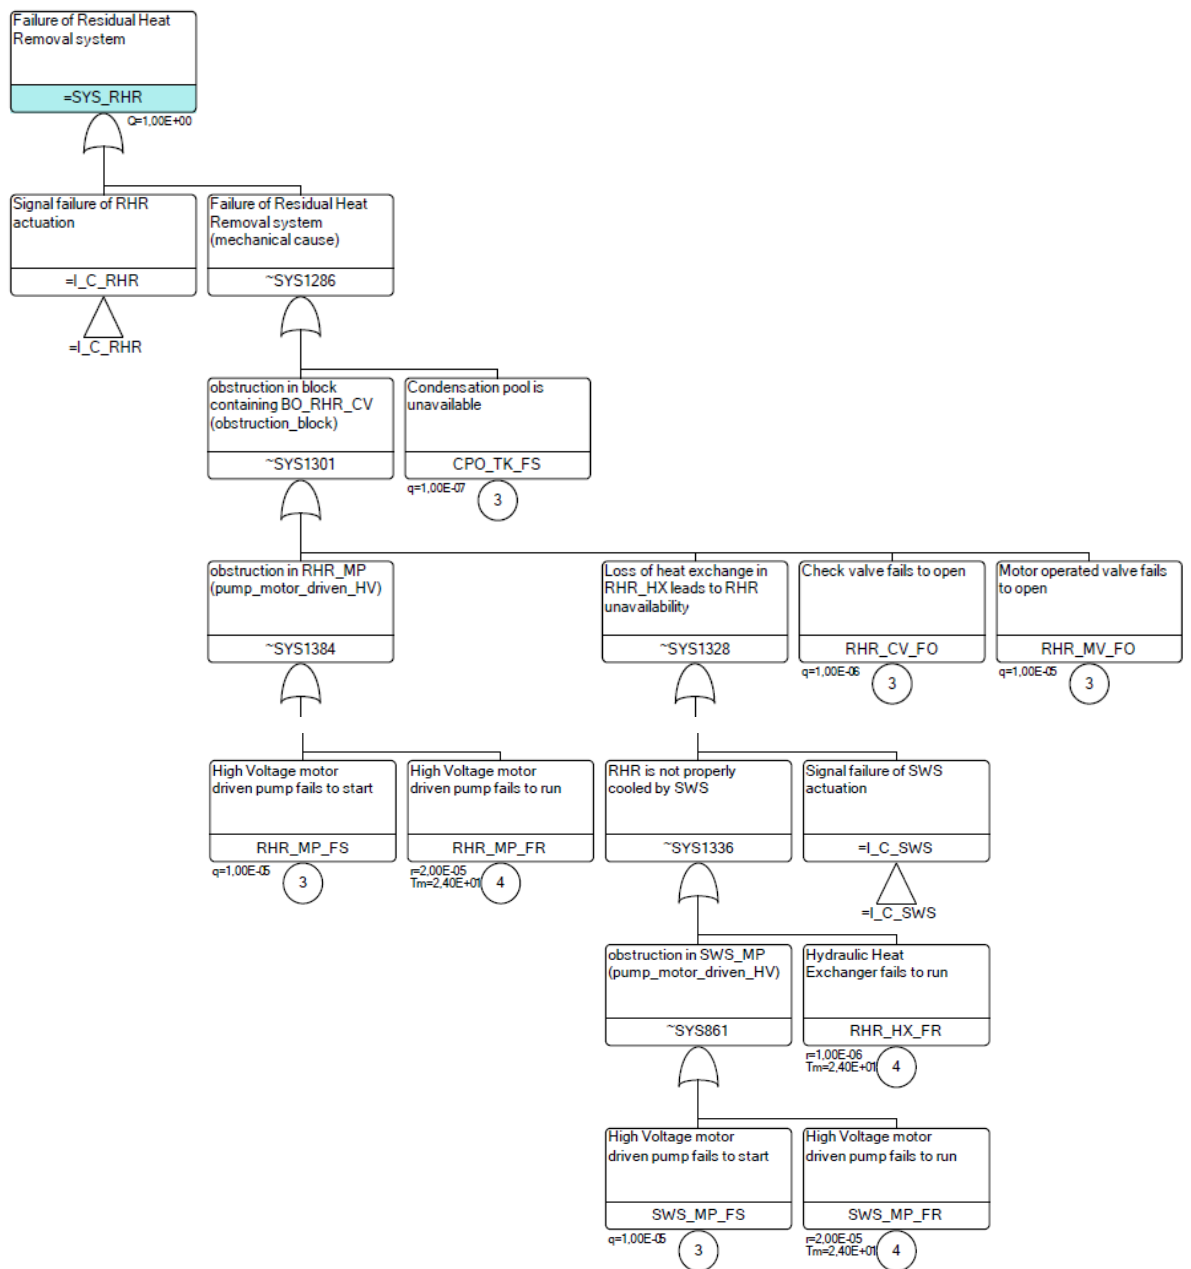 Failure of Residual Heat
Removal system
=SYS_RHR
Q=1,00E+00
Signal failure of RHR
actuation
=I_C_RHR
=I_C_RHR
Failure of Residual Heat
Removal system
(mechanical cause)
~SYS1286
obstruction in block
containing BO_RHR_CV
(obstruction_block)
~SYS1301
Condensation pool is
unavailable
CPO_TK_FS
q=1,00E-07
3
obstruction in RHR_MP
(pump_motor_driven_HV)
~SYS1384
Loss of heat exchange in
RHR_HX leads to RHR
unavailability
~SYS1328
Check valve fails to open
RHR_CV_FO
q=1,00E-06
3
Motor operated valve fails
to open
RHR_MV_FO
q=1,00E-05
3
High Voltage motor
driven pump fails to start
RHR_MP_FS
q=1,00E-05
3
High Voltage motor
driven pump fails to run
RHR_MP_FR
r=2,00E-05
Tm=2,40E+01
4
RHR is not properly
cooled by SWS
~SYS1336
Signal failure of SWS
actuation
=I_C_SWS
=I_C_SWS
obstruction in SWS_MP
(pump_motor_driven_HV)
~SYS861
Hydraulic Heat
Exchanger fails to run
RHR_HX_FR
r=1,00E-06
Tm=2,40E+01
4
High Voltage motor
driven pump fails to start
SWS_MP_FS
q=1,00E-05
3
High Voltage motor
driven pump fails to run
SWS_MP_FR
r=2,00E-05
Tm=2,40E+01
4